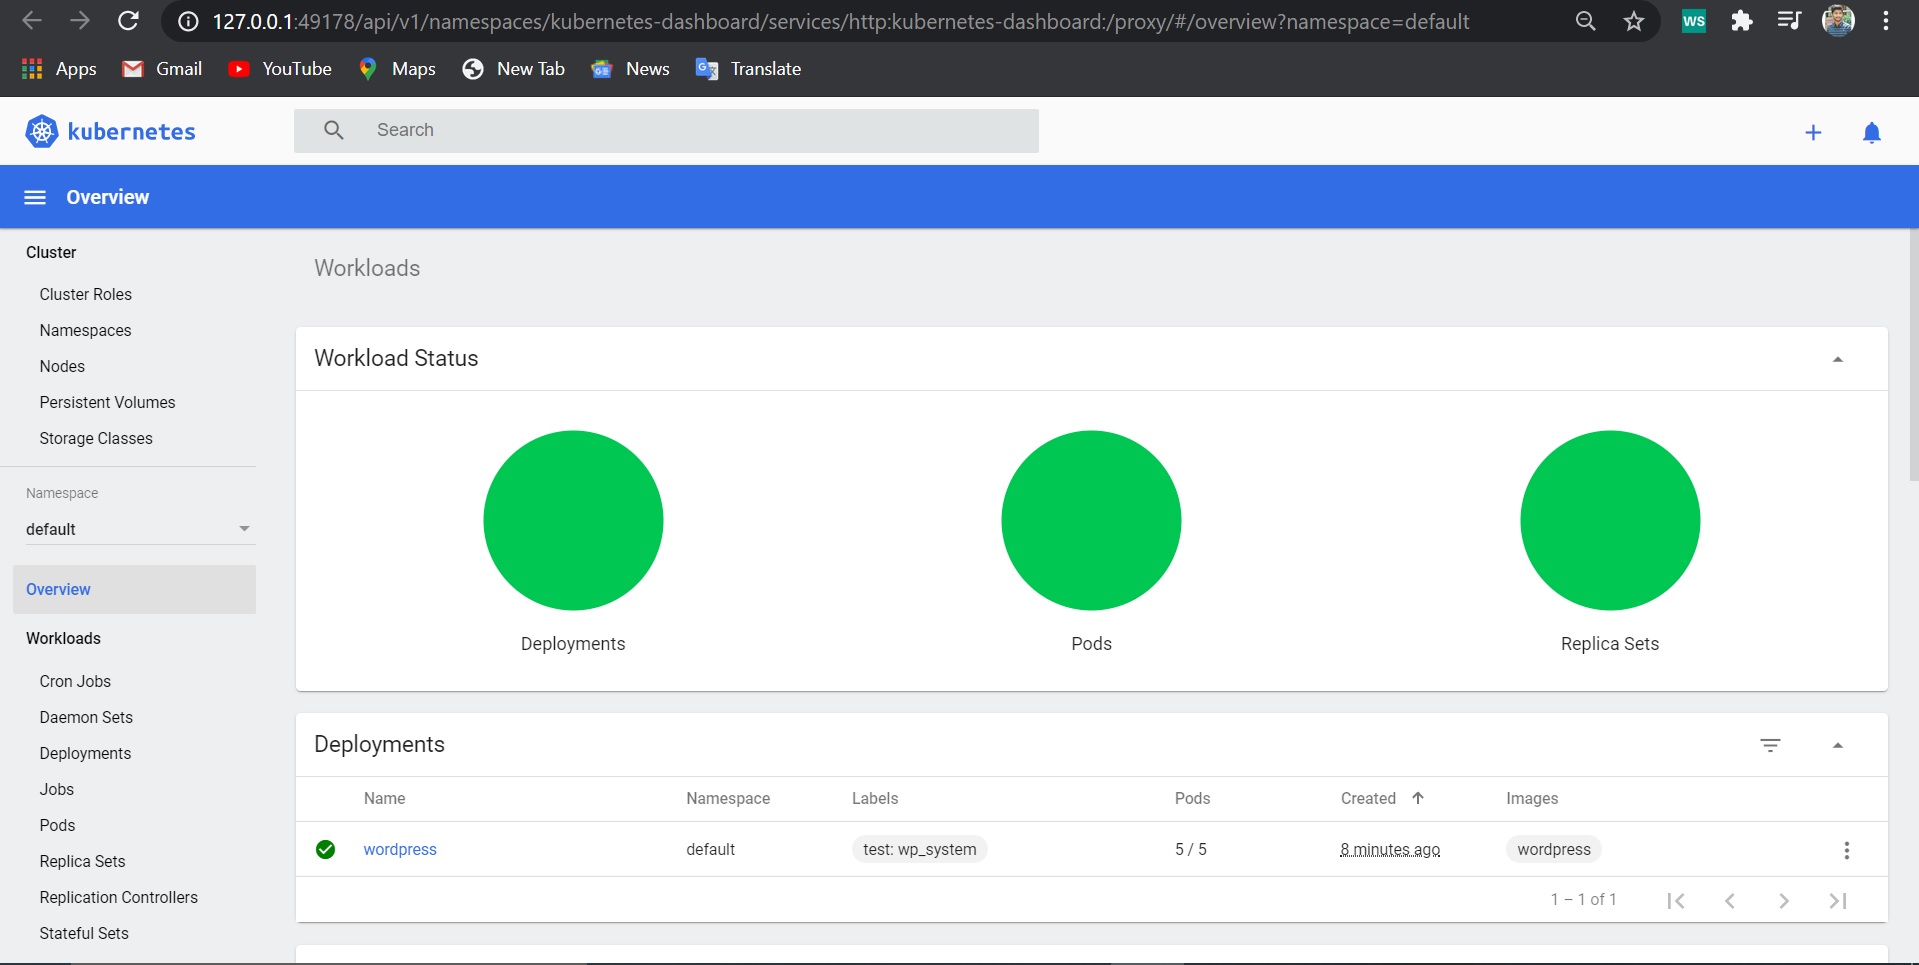 127.0.0.1:49178/api/v1/namespaces/kubernetes-dashboard/services/http:kubernetes-dashboard:/proxy/#/overview?namespace=default
WS
Apps Gmail YouTube Maps New Tab News Translate
kubernetes
Search
Overview
Cluster
Cluster Roles
Namespaces
Nodes
Persistent Volumes
Storage Classes
Namespace
default
Overview
Workloads
Cron Jobs
Daemon Sets
Deployments
Jobs
Pods
Replica Sets
Replication Controllers
Stateful Sets
Workloads
Workload Status
Deployments Pods Replica Sets
Deployments
Name Namespace Labels Pods Created Images
wordpress default test: wp_system 5 / 5 8 minutes ago wordpress
1 – 1 of 1